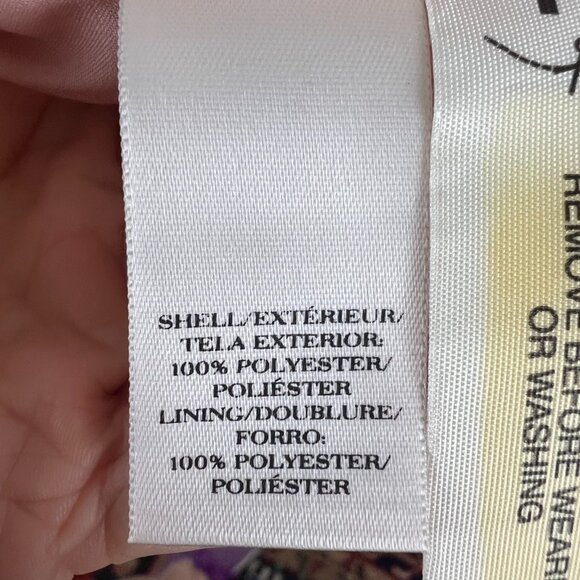 SHELL/EXTÉRIEUR/
TELA EXTERIOR:
100% POLYESTER/
POLIÉSTER
LINING/DOUBLURE/
FORRO:
100% POLYESTER/
POLIÉSTER
REMOVE BEFORE WEAR
OR WASHING